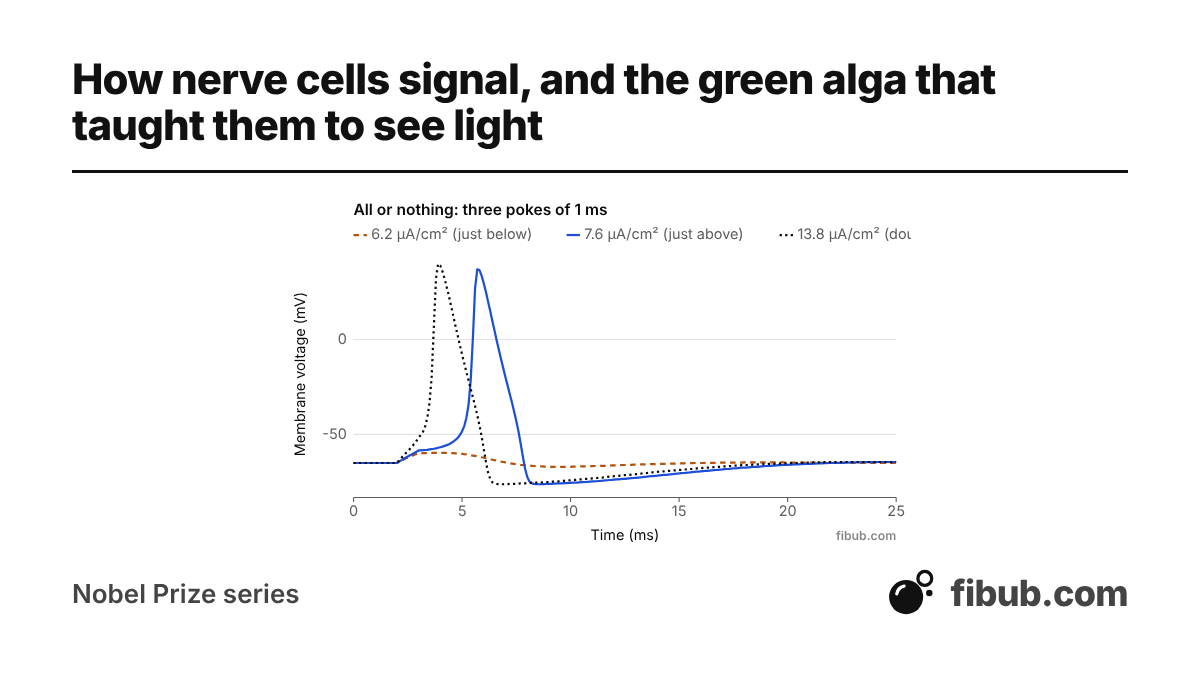 How nerve cells signal, and the green alga that
taught them to see light
All or nothing: three pokes of 1 ms
6.2 µA/cm² (just below) 7.6 µA/cm² (just above) 13.8 µA/cm² (dou
Membrane voltage (mV)
0
-50
0 5 10 15 20 25
Time (ms)
fibub.com
Nobel Prize series
fibub.com